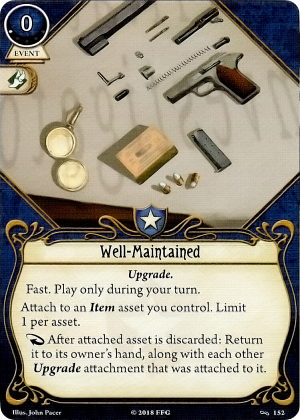 0
EVENT
Well-Maintained
Upgrade.
Fast. Play only during your turn.
Attach to an Item asset you control. Limit
1 per asset.
After attached asset is discarded: Return
it to its owner's hand, along with each other
Upgrade attachment that was attached to it.
Illus. John Pacer
© 2018 FFG
152